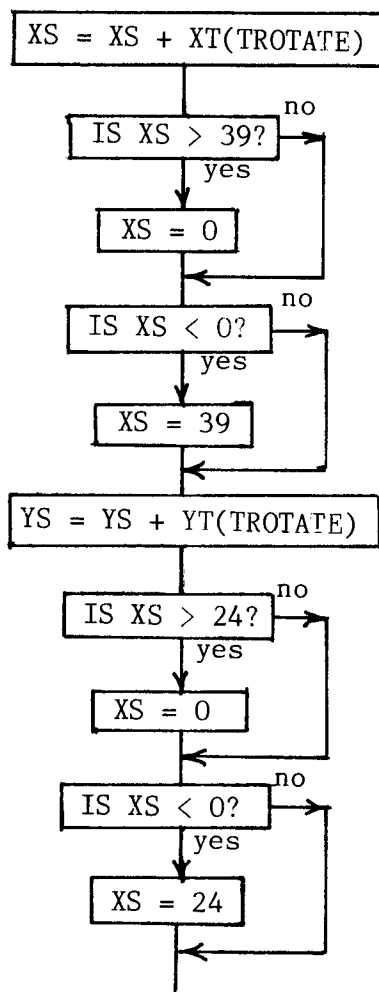 XS = XS + XT(TROTATE)
no
IS XS > 39?
yes
XS = 0
no
IS XS < 0?
yes
XS = 39
YS = YS + YT(TROTATE)
no
IS XS > 24?
yes
XS = 0
no
IS XS < 0?
yes
XS = 24